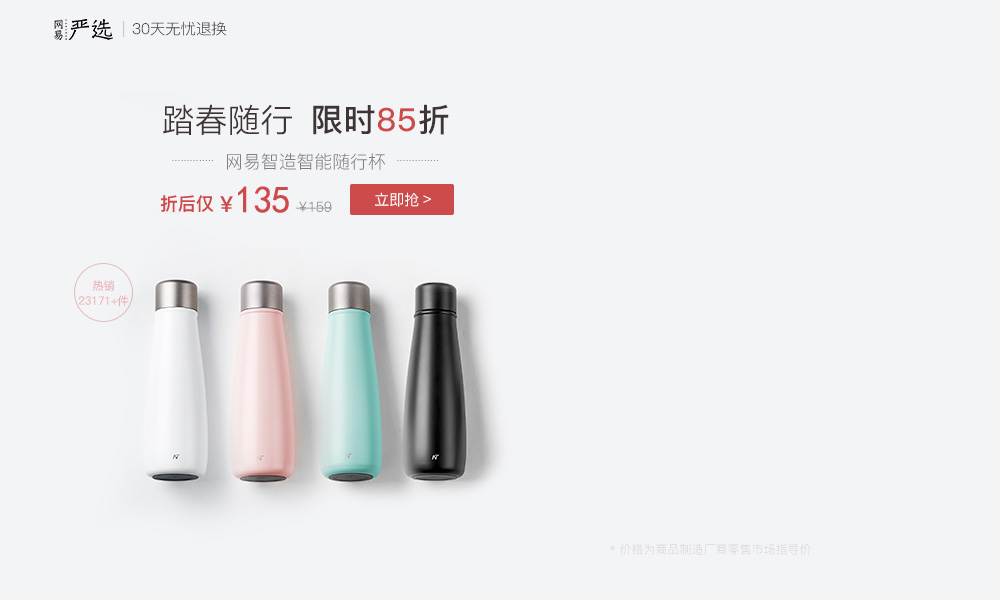 网易严选 30天无忧退换
踏春随行 限时85折
网易智造智能随行杯
折后仅 ¥135 ¥159 立即抢 >
热销
23171+件
* 价格为商品制造厂商零售市场指导价